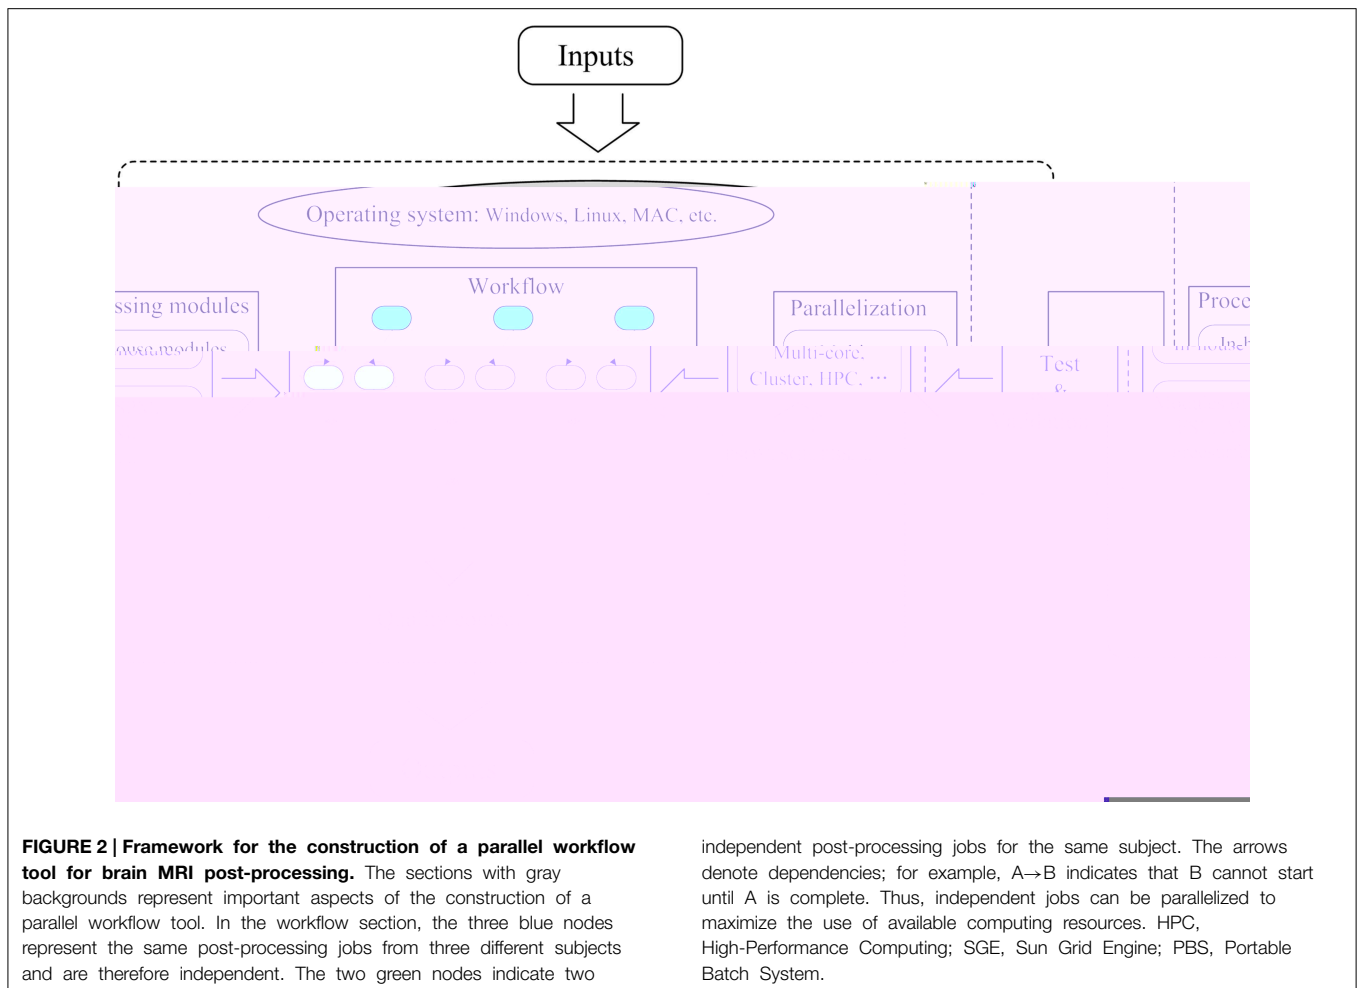 Inputs
Operating system: Windows, Linux, MAC, etc.
Workflow
ssing modules
Parallelization
Proce
Multi-core,
Cluster, HPC, ⋯
Test
&
FIGURE 2 | Framework for the construction of a parallel workflow
tool for brain MRI post-processing. The sections with gray
backgrounds represent important aspects of the construction of a
parallel workflow tool. In the workflow section, the three blue nodes
represent the same post-processing jobs from three different subjects
and are therefore independent. The two green nodes indicate two
independent post-processing jobs for the same subject. The arrows
denote dependencies; for example, A→B indicates that B cannot start
until A is complete. Thus, independent jobs can be parallelized to
maximize the use of available computing resources. HPC,
High-Performance Computing; SGE, Sun Grid Engine; PBS, Portable
Batch System.